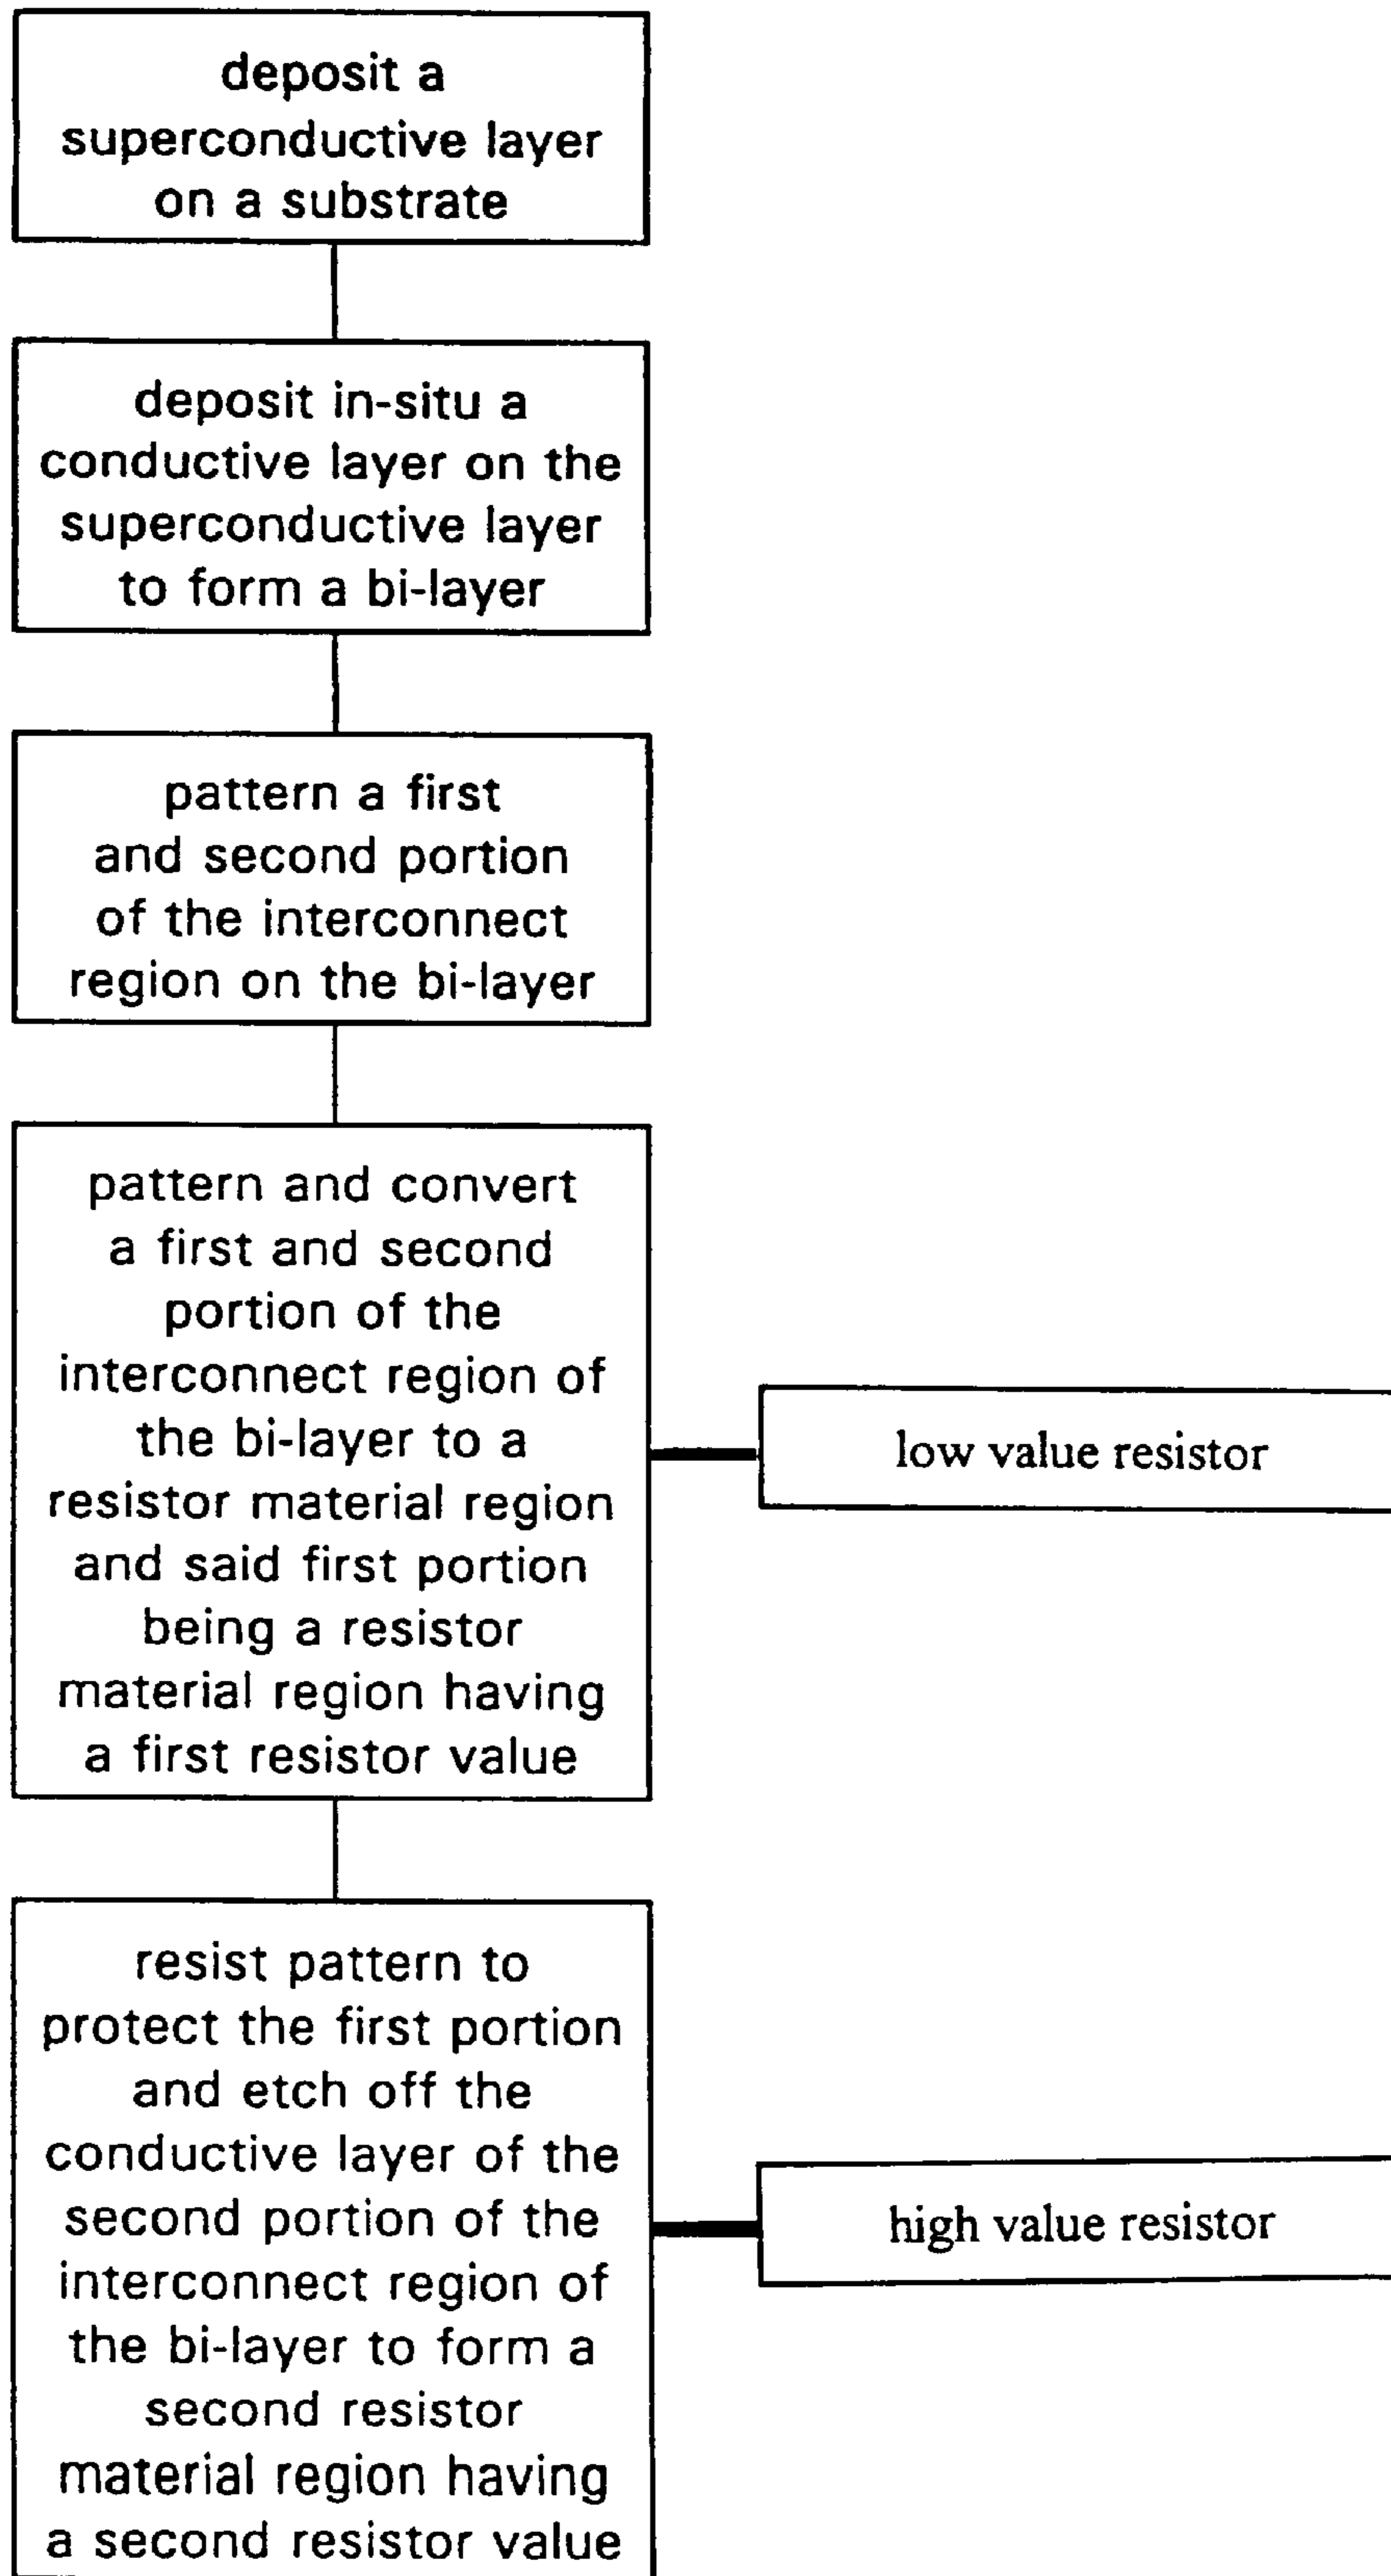 deposit a
superconductive layer
on a substrate
deposit in-situ a
conductive layer on the
superconductive layer
to form a bi-layer
pattern a first
and second portion
of the interconnect
region on the bi-layer
pattern and convert
a first and second
portion of the
interconnect region of
the bi-layer to a
resistor material region
and said first portion
being a resistor
material region having
a first resistor value
low value resistor
resist pattern to
protect the first portion
and etch off the
conductive layer of the
second portion of the
interconnect region of
the bi-layer to form a
second resistor
material region having
a second resistor value
high value resistor